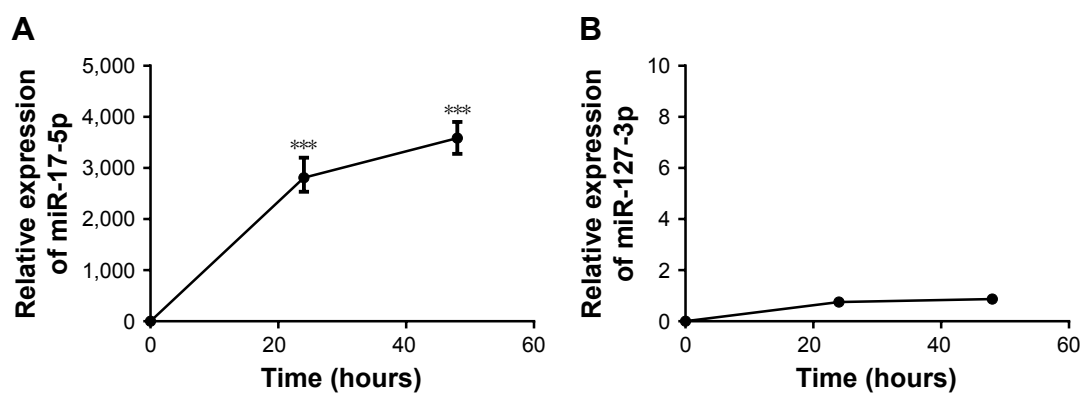 A
Relative expression
of miR-17-5p
5,000
4,000
3,000
2,000
1,000
0
***
***
0
20
40
60
Time (hours)
B
Relative expression
of miR-127-3p
10
8
6
4
2
0
0
20
40
60
Time (hours)